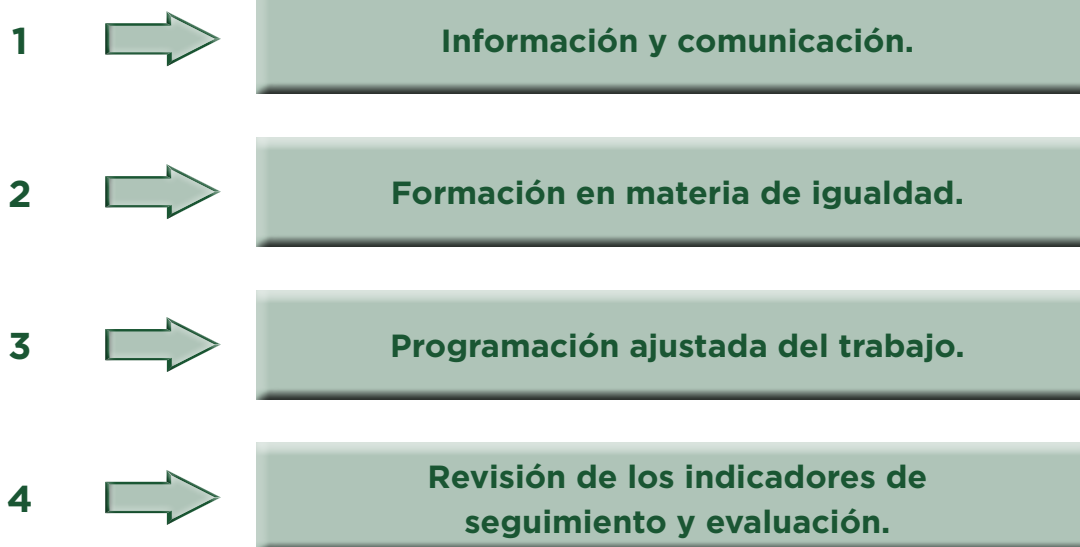 1 Información y comunicación.
2 Formación en materia de igualdad.
3 Programación ajustada del trabajo.
4 Revisión de los indicadores de
seguimiento y evaluación.